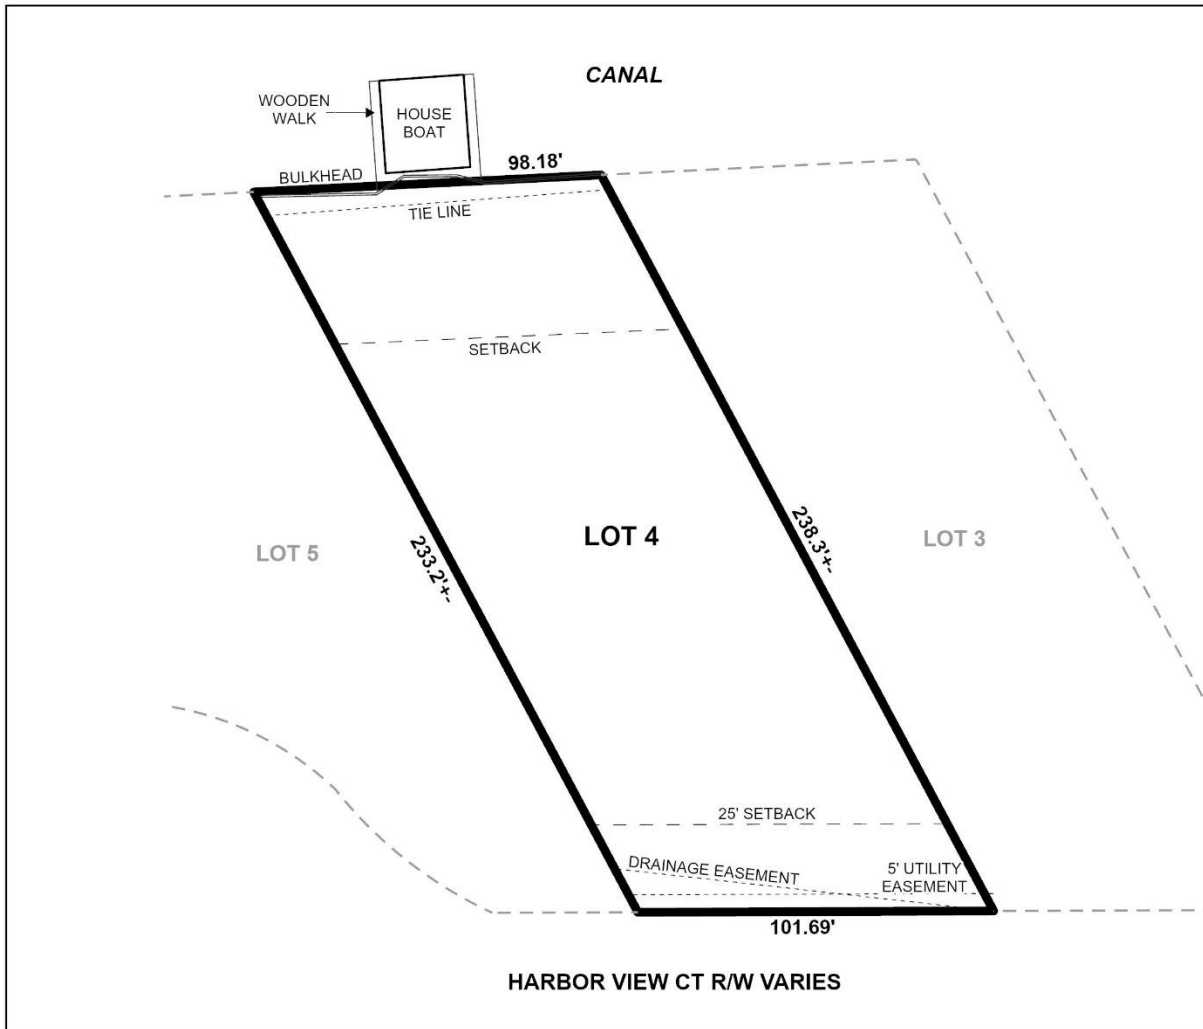 CANAL
WOODEN
WALK
HOUSE
BOAT
98.18'
BULKHEAD
TIE LINE
SETBACK
LOT 4
238.3'+-
LOT 3
LOT 5
233.2'+-
25' SETBACK
DRAINAGE EASEMENT
5' UTILITY
EASEMENT
101.69'
HARBOR VIEW CT R/W VARIES